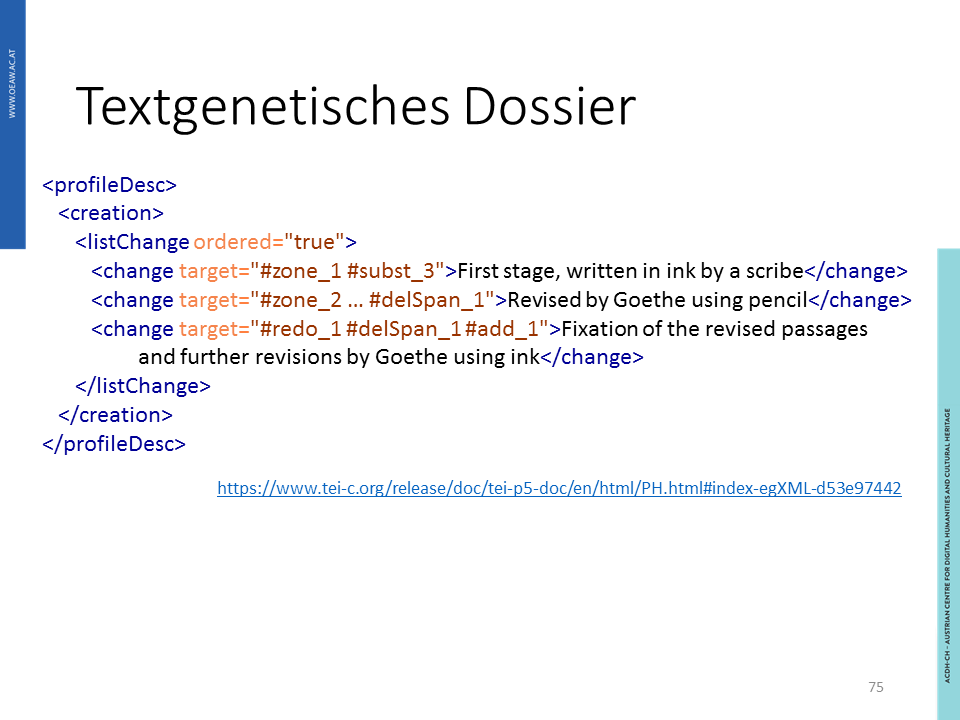 WWW.OEAW.AC.AT
Textgenetisches Dossier
<profileDesc>
<creation>
<listChange ordered="true">
<change target="#zone_1 #subst_3">First stage, written in ink by a scribe</change>
<change target="#zone_2 ... #delSpan_1">Revised by Goethe using pencil</change>
<change target="#redo_1 #delSpan_1 #add_1">Fixation of the revised passages
and further revisions by Goethe using ink</change>
</listChange>
</creation>
</profileDesc>
https://www.tei-c.org/release/doc/tei-p5-doc/en/html/PH.html#index-egXML-d53e97442
ACDH-CH – AUSTRIAN CENTRE FOR DIGITAL HUMANITIES AND CULTURAL HERITAGE
75